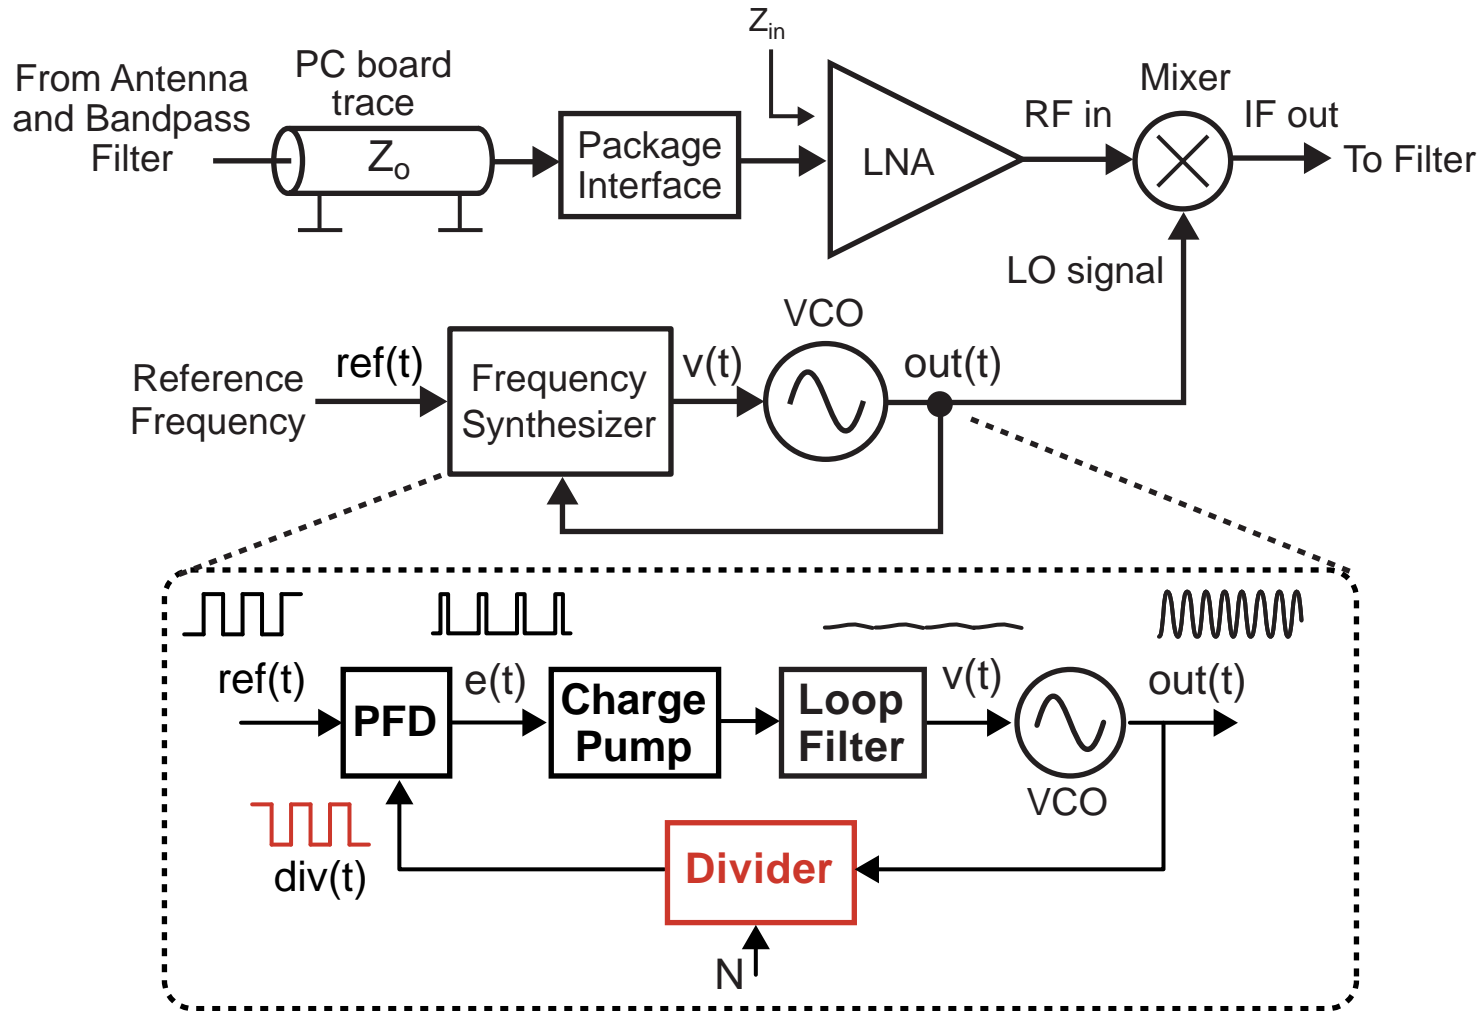 Z_in
From Antenna
and Bandpass
Filter
PC board
trace
Z_o
Package
Interface
LNA
RF in
Mixer
IF out
To Filter
LO signal
VCO
Reference
Frequency
ref(t)
Frequency
Synthesizer
v(t)
out(t)
ref(t)
PFD
e(t)
Charge
Pump
Loop
Filter
v(t)
VCO
out(t)
div(t)
Divider
N